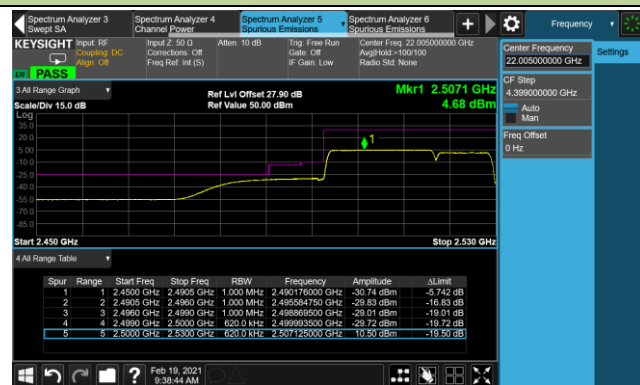 Spectrum Analyzer 3
Swept SA
Spectrum Analyzer 4
Channel Power
Spectrum Analyzer 5
Spurious Emissions
Spectrum Analyzer 6
Spurious Emissions
+
Frequency
KEYSIGHT
Input: RF
Coupling: DC
Align: Off
Input Z: 50 Ω
Corrections: Off
Freq Ref: Int (S)
Atten: 10 dB
Trig: Free Run
Gate: Off
IF Gain: Low
Center Freq: 22.005000000 GHz
Avg|Hold:>100/100
Radio Std: None
LW PASS
Center Frequency
22.005000000 GHz
Settings
CF Step
4.399000000 GHz
Auto
Man
Freq Offset
0 Hz
3 All Range Graph
Ref Lvl Offset 27.90 dB
Mkr1 2.5071 GHz
Scale/Div 15.0 dB
Ref Value 50.00 dBm
4.68 dBm
Log
35.0
20.0
5.00
-10.0
-25.0
-40.0
-55.0
-70.0
-85.0
1
Start 2.450 GHz
Stop 2.530 GHz
4 All Range Table
Spur Range Start Freq Stop Freq RBW Frequency Amplitude ΔLimit
1 1 2.4500 GHz 2.4905 GHz 1.000 MHz 2.490176000 GHz -30.74 dBm -5.742 dB
2 2 2.4905 GHz 2.4960 GHz 1.000 MHz 2.495584750 GHz -29.83 dBm -16.83 dB
3 3 2.4960 GHz 2.4990 GHz 1.000 MHz 2.498869500 GHz -29.01 dBm -19.01 dB
4 4 2.4990 GHz 2.5000 GHz 620.0 kHz 2.499993500 GHz -29.72 dBm -19.72 dB
5 5 2.5000 GHz 2.5300 GHz 620.0 kHz 2.507125000 GHz 10.50 dBm -19.50 dB
?
Feb 19, 2021
9:38:44 AM